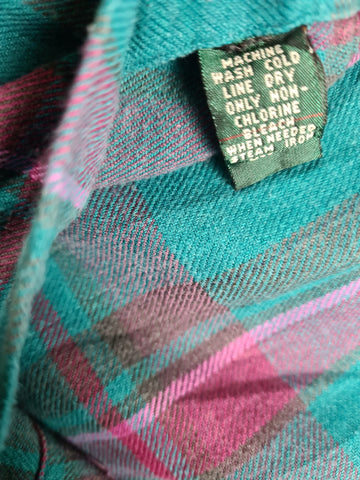 MACHINE
WASH COLD
LINE DRY
ONLY NON-
CHLORINE
BLEACH
WHEN NEEDED
STEAM IRON